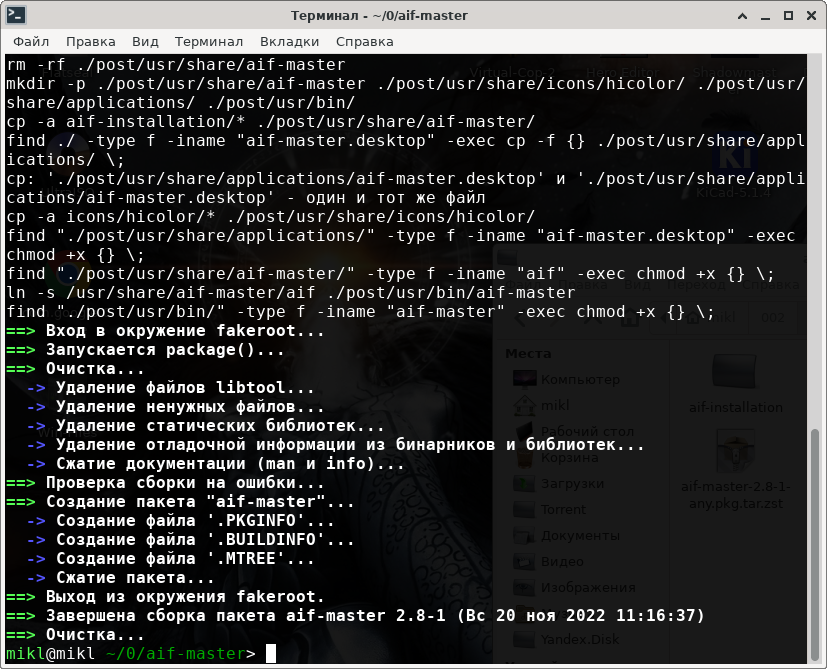 Терминал - ~/0/aif-master
Файл Правка Вид Терминал Вкладки Справка
rm -rf ./post/usr/share/aif-master
mkdir -p ./post/usr/share/aif-master ./post/usr/share/icons/hicolor/ ./post/usr/
share/applications/ ./post/usr/bin/
cp -a aif-installation/* ./post/usr/share/aif-master/
find ./ -type f -iname "aif-master.desktop" -exec cp -f {} ./post/usr/share/appl
ications/ \;
cp: './post/usr/share/applications/aif-master.desktop' и './post/usr/share/appli
cations/aif-master.desktop' - один и тот же файл
cp -a icons/hicolor/* ./post/usr/share/icons/hicolor/
find "./post/usr/share/applications/" -type f -iname "aif-master.desktop" -exec
chmod +x {} \;
find "./post/usr/share/aif-master/" -type f -iname "aif" -exec chmod +x {} \;
ln -s /usr/share/aif-master/aif ./post/usr/bin/aif-master
find "./post/usr/bin/" -type f -iname "aif-master" -exec chmod +x {} \;
==> Вход в окружение fakeroot...
==> Запускается package()...
==> Очистка...
-> Удаление файлов libtool...
-> Удаление ненужных файлов...
-> Удаление статических библиотек...
-> Удаление отладочной информации из бинарников и библиотек...
-> Сжатие документации (man и info)...
==> Проверка сборки на ошибки...
==> Создание пакета "aif-master"...
-> Создание файла '.PKGINFO'...
-> Создание файла '.BUILDINFO'...
-> Создание файла '.MTREE'...
-> Сжатие пакета...
==> Выход из окружения fakeroot.
==> Завершена сборка пакета aif-master 2.8-1 (Вс 20 ноя 2022 11:16:37)
==> Очистка...
mikl@mikl ~/0/aif-master>
KiCad-5.1.4
002
Места
Компьютер
mikl
Рабочий стол
Корзина
Загрузки
Torrent
Документы
Видео
Изображения
Yandex.Disk
aif-installation
aif-master-2.8-1-
any.pkg.tar.zst